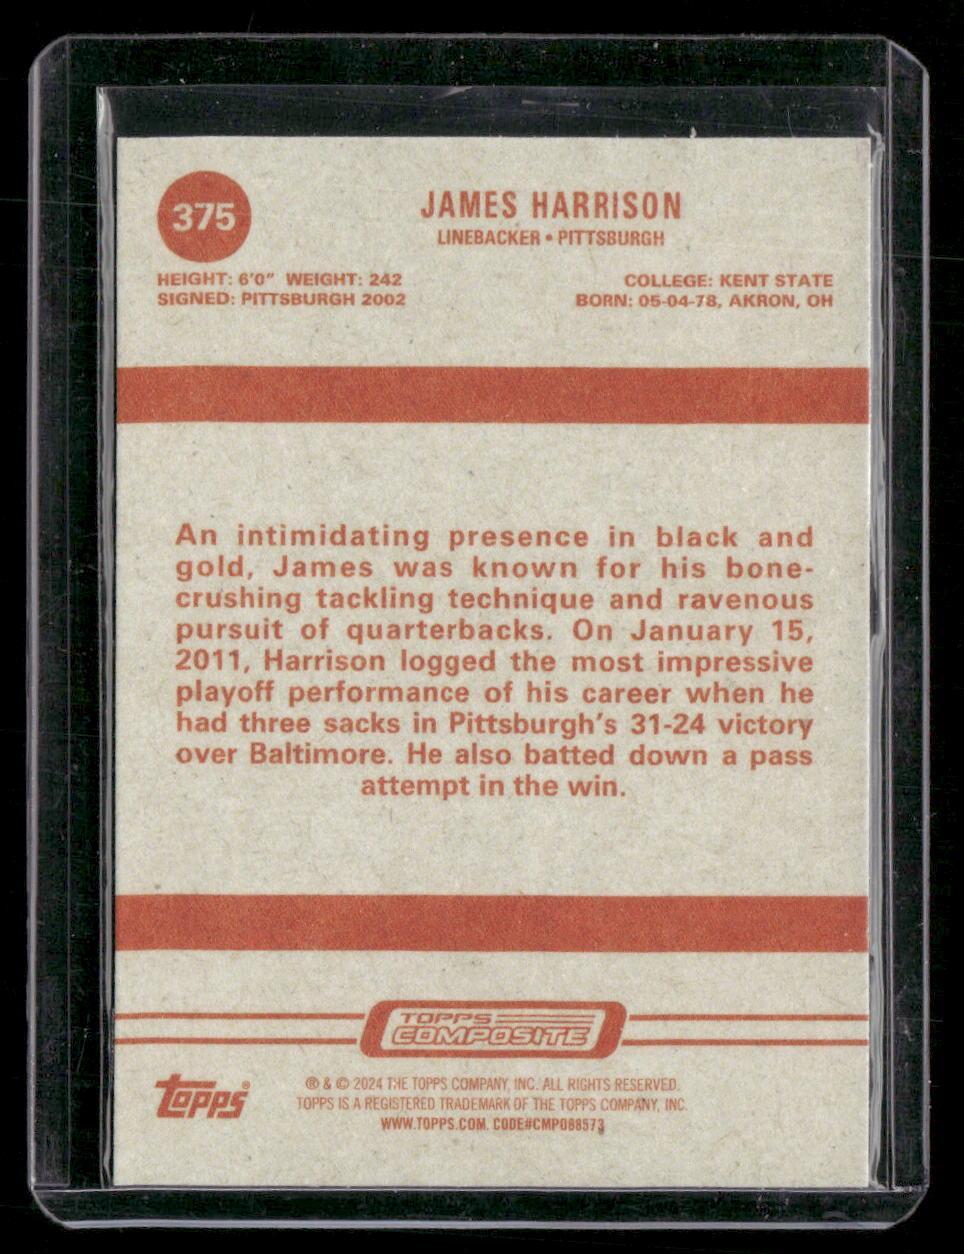 375
JAMES HARRISON
LINEBACKER • PITTSBURGH
HEIGHT: 6'0" WEIGHT: 242
SIGNED: PITTSBURGH 2002
COLLEGE: KENT STATE
BORN: 05-04-78, AKRON, OH
An intimidating presence in black and
gold, James was known for his bone-
crushing tackling technique and ravenous
pursuit of quarterbacks. On January 15,
2011, Harrison logged the most impressive
playoff performance of his career when he
had three sacks in Pittsburgh's 31-24 victory
over Baltimore. He also batted down a pass
attempt in the win.
TOPPS
COMPOSITE
topps®
® & © 2024 THE TOPPS COMPANY, INC. ALL RIGHTS RESERVED.
TOPPS IS A REGISTERED TRADEMARK OF THE TOPPS COMPANY, INC.
WWW.TOPPS.COM. CODE#CMP088573